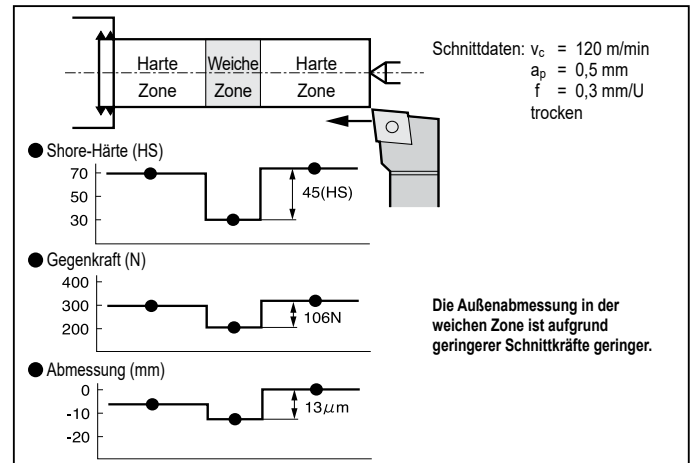 Harte Weiche Harte
Zone Zone Zone
Schnittdaten: vc = 120 m/min
ap = 0,5 mm
f = 0,3 mm/U
trocken
● Shore-Härte (HS)
70
50
30
45(HS)
● Gegenkraft (N)
400
300
200
106N
Die Außenabmessung in der
weichen Zone ist aufgrund
geringerer Schnittkräfte geringer.
● Abmessung (mm)
0
-10
-20
13μm